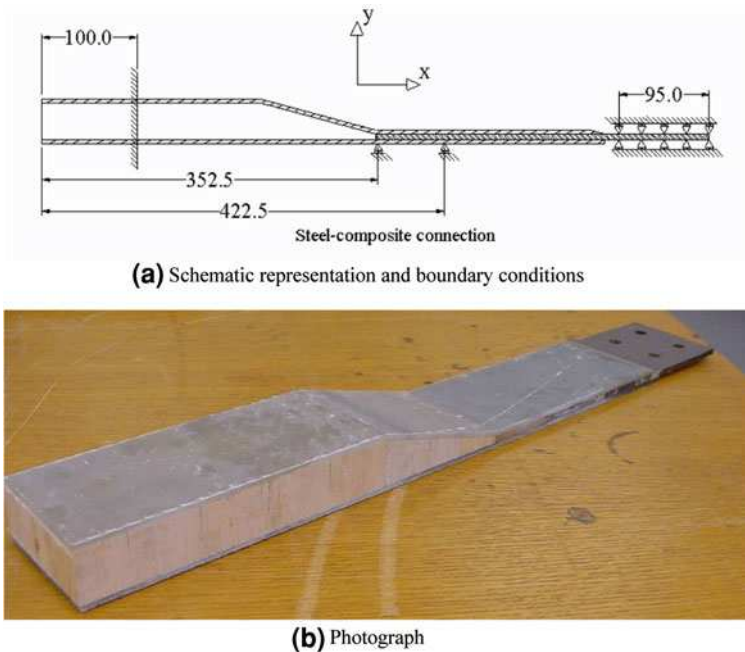 100.0
y
x
95.0
352.5
422.5
Steel-composite connection
(a) Schematic representation and boundary conditions
(b) Photograph